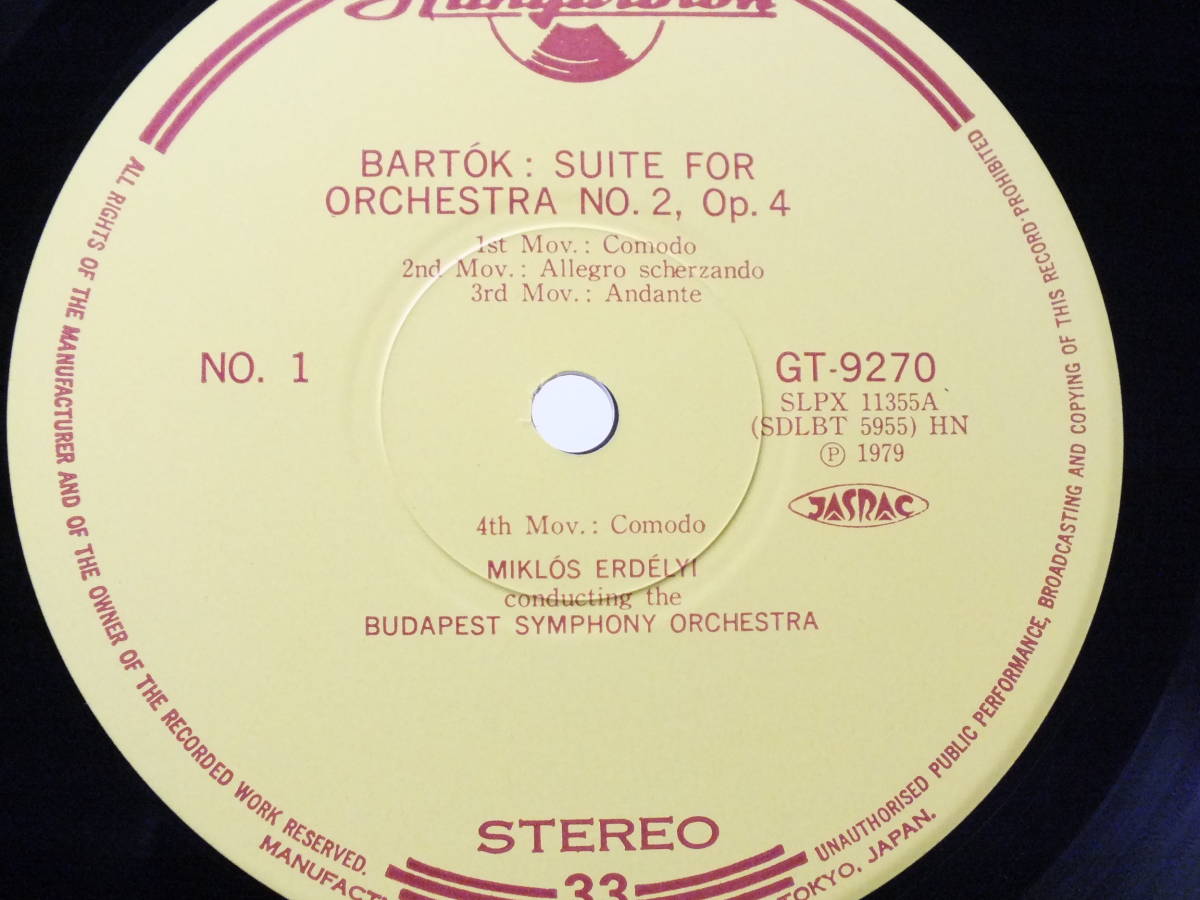 Hungaroton
BARTÓK: SUITE FOR
ORCHESTRA NO. 2, Op. 4
1st Mov.: Comodo
2nd Mov.: Allegro scherzando
3rd Mov.: Andante
NO. 1
GT-9270
SLPX 11355A
(SDLBT 5955) HN
Ⓟ 1979
JASRAC
4th Mov.: Comodo
MIKLÓS ERDÉLYI
conducting the
BUDAPEST SYMPHONY ORCHESTRA
STEREO
33
ALL RIGHTS OF THE MANUFACTURER AND OF THE OWNER OF THE RECORDED WORK RESERVED.
UNAUTHORISED PUBLIC PERFORMANCE, BROADCASTING AND COPYING OF THIS RECORD PROHIBITED
TOKYO, JAPAN.